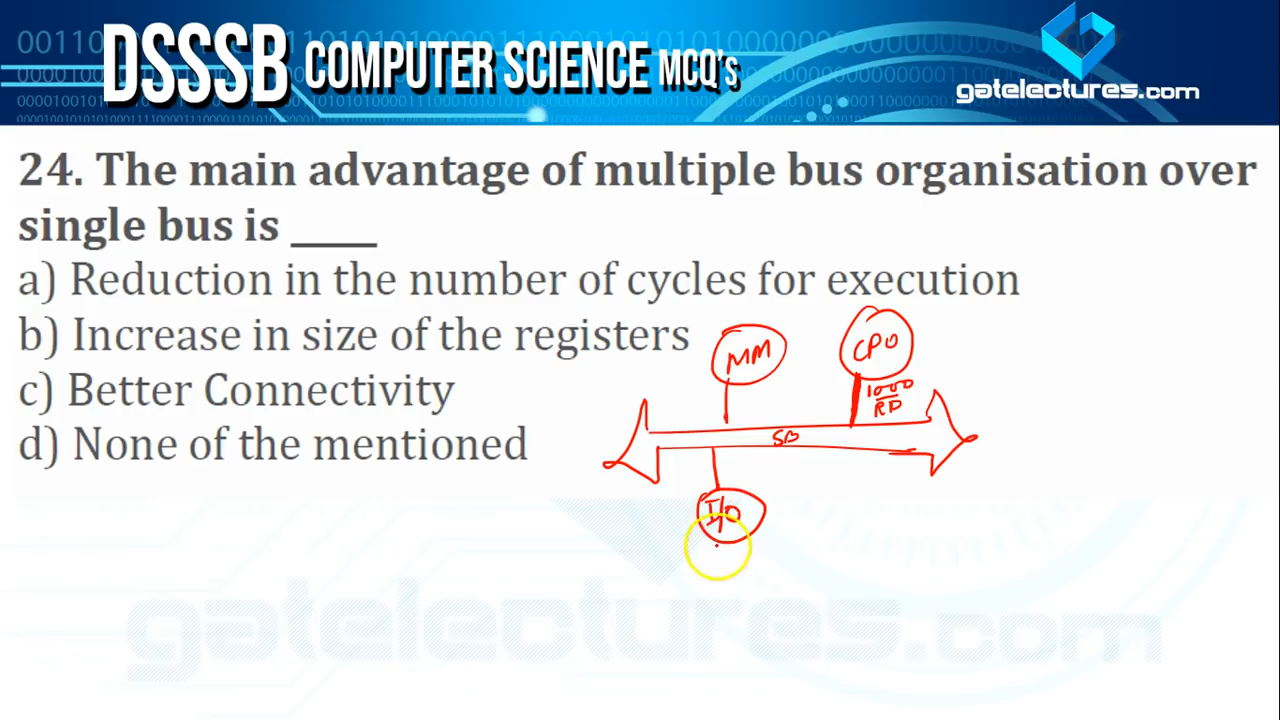 DSSSB COMPUTER SCIENCE MCQ's
gatelectures.com
24. The main advantage of multiple bus organisation over
single bus is _____
a) Reduction in the number of cycles for execution
b) Increase in size of the registers
c) Better Connectivity
d) None of the mentioned
MM
CPU
1000
RD
SB
I/O
gatelectures.com